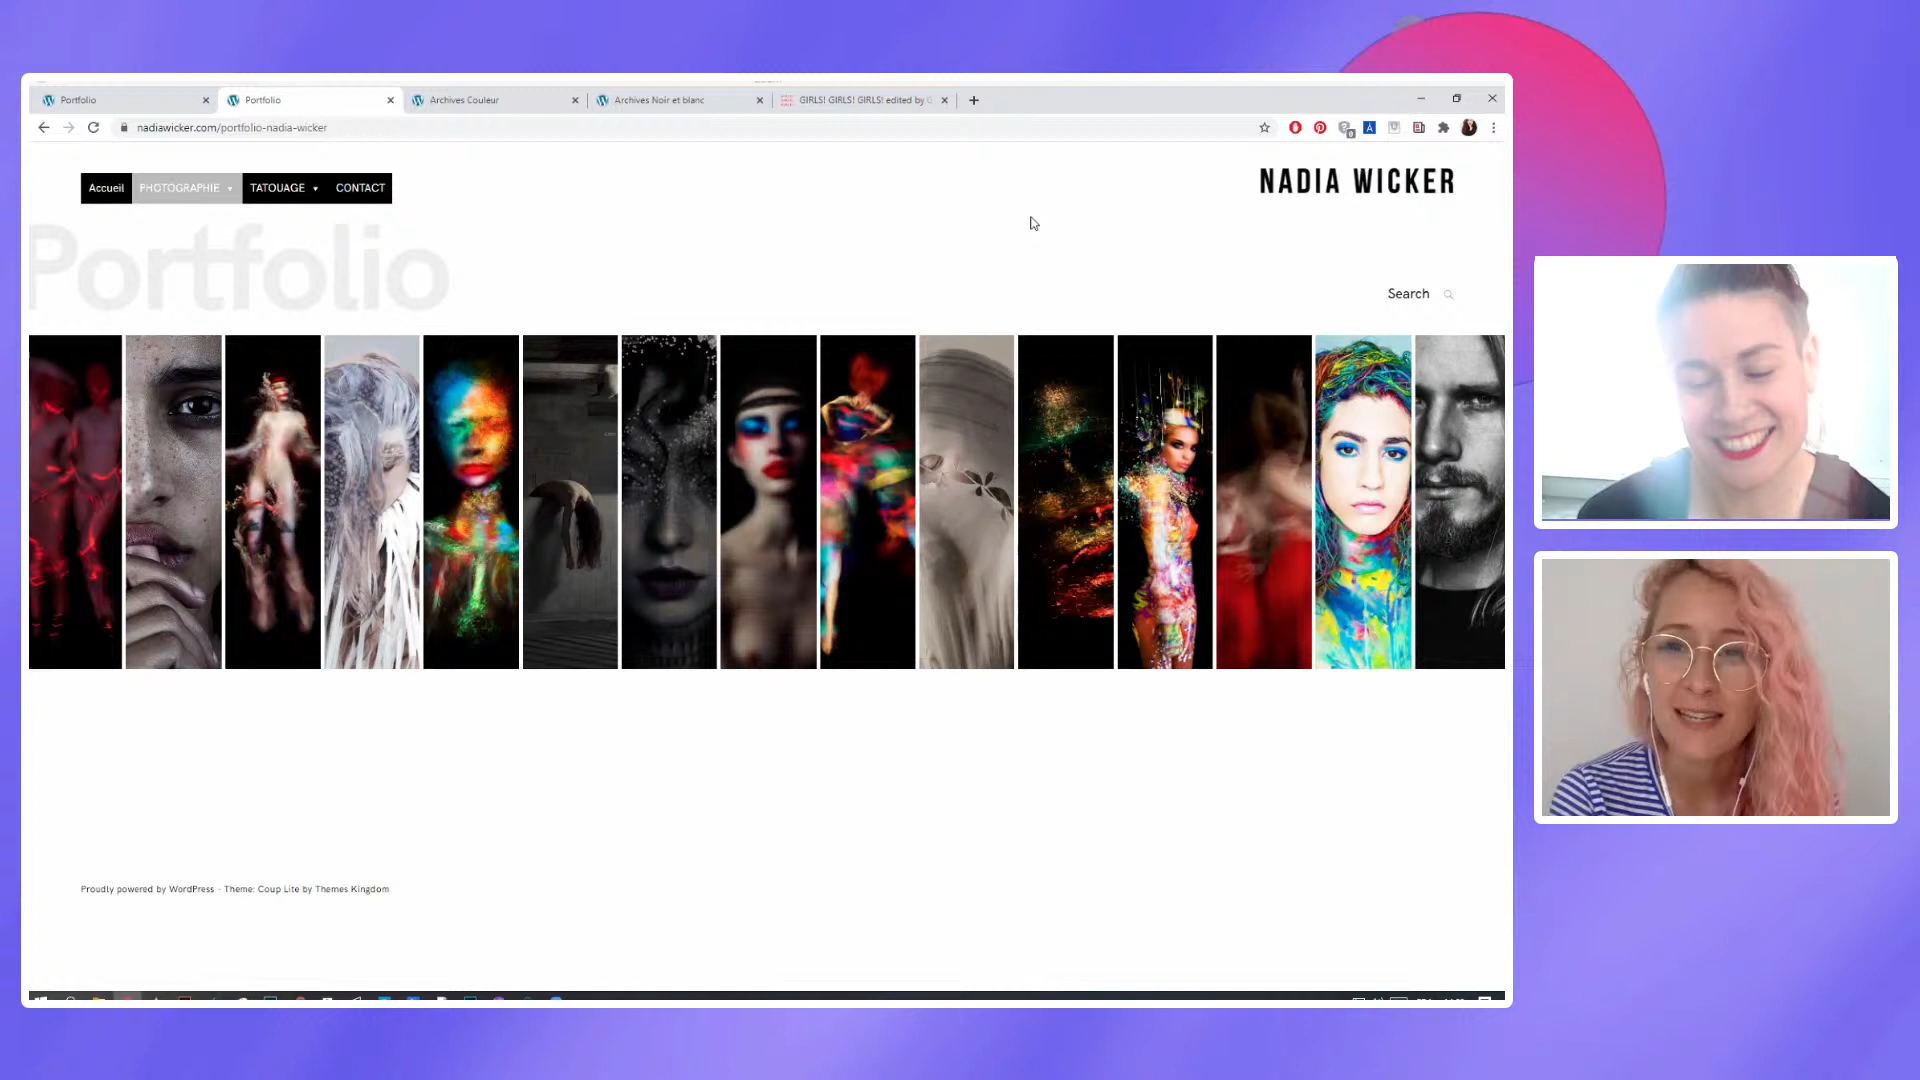 Portfolio
Portfolio
Archives Couleur
Archives Noir et blanc
GIRLS! GIRLS! GIRLS! edited by
nadiawicker.com/portfolio-nadia-wicker
Accueil
PHOTOGRAPHIE
TATOUAGE
CONTACT
NADIA WICKER
Portfolio
Search
Proudly powered by WordPress · Theme: Coup Lite by Themes Kingdom